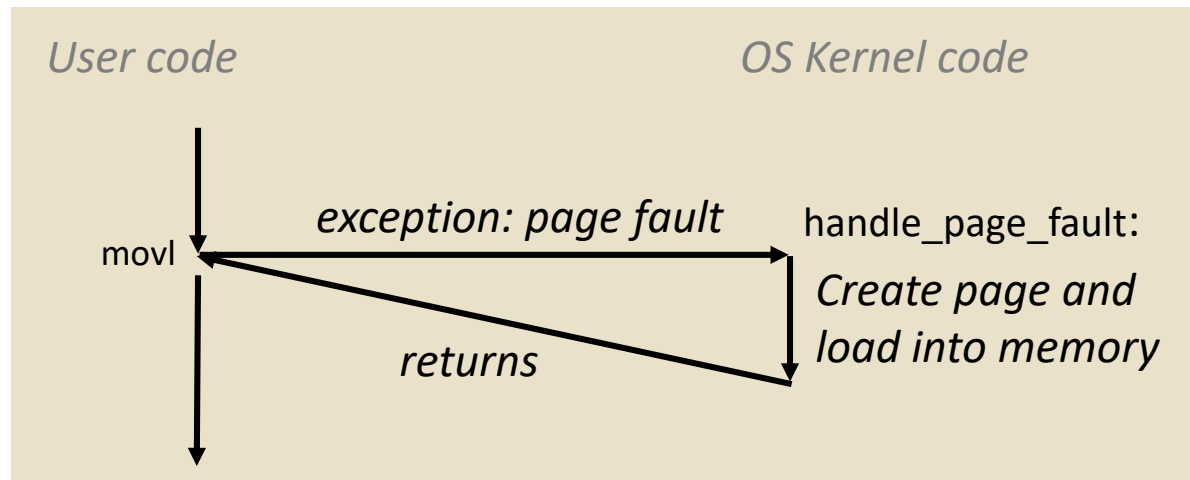 User code
OS Kernel code
exception: page fault
handle_page_fault:
movl
Create page and
load into memory
returns